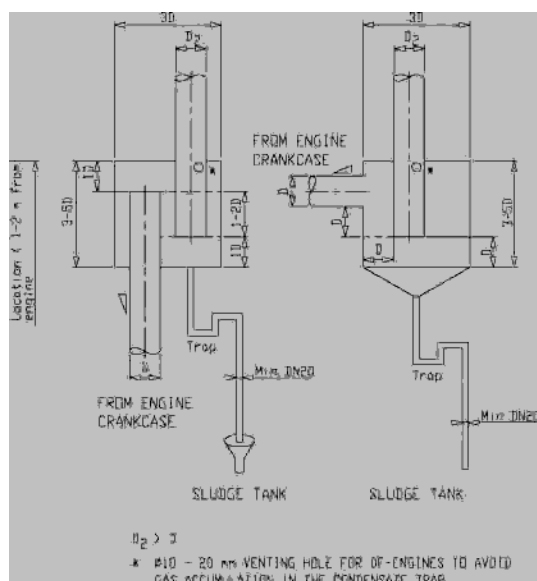 3D
3D
D2
D2
FROM ENGINE
CRANKCASE
1D
D
3-5D
1-2D
D
3-5D
Location ( 1-2 m from
engine
1D
D
D
Trap
Trap
D
Min DN20
Min DN20
FROM ENGINE
CRANKCASE
SLUDGE TANK
SLUDGE TANK
D2 > D
* ø10 - 20 mm VENTING HOLE FOR DF-ENGINES TO AVOID
GAS ACCUMULATION IN THE CONDENSATE TRAP